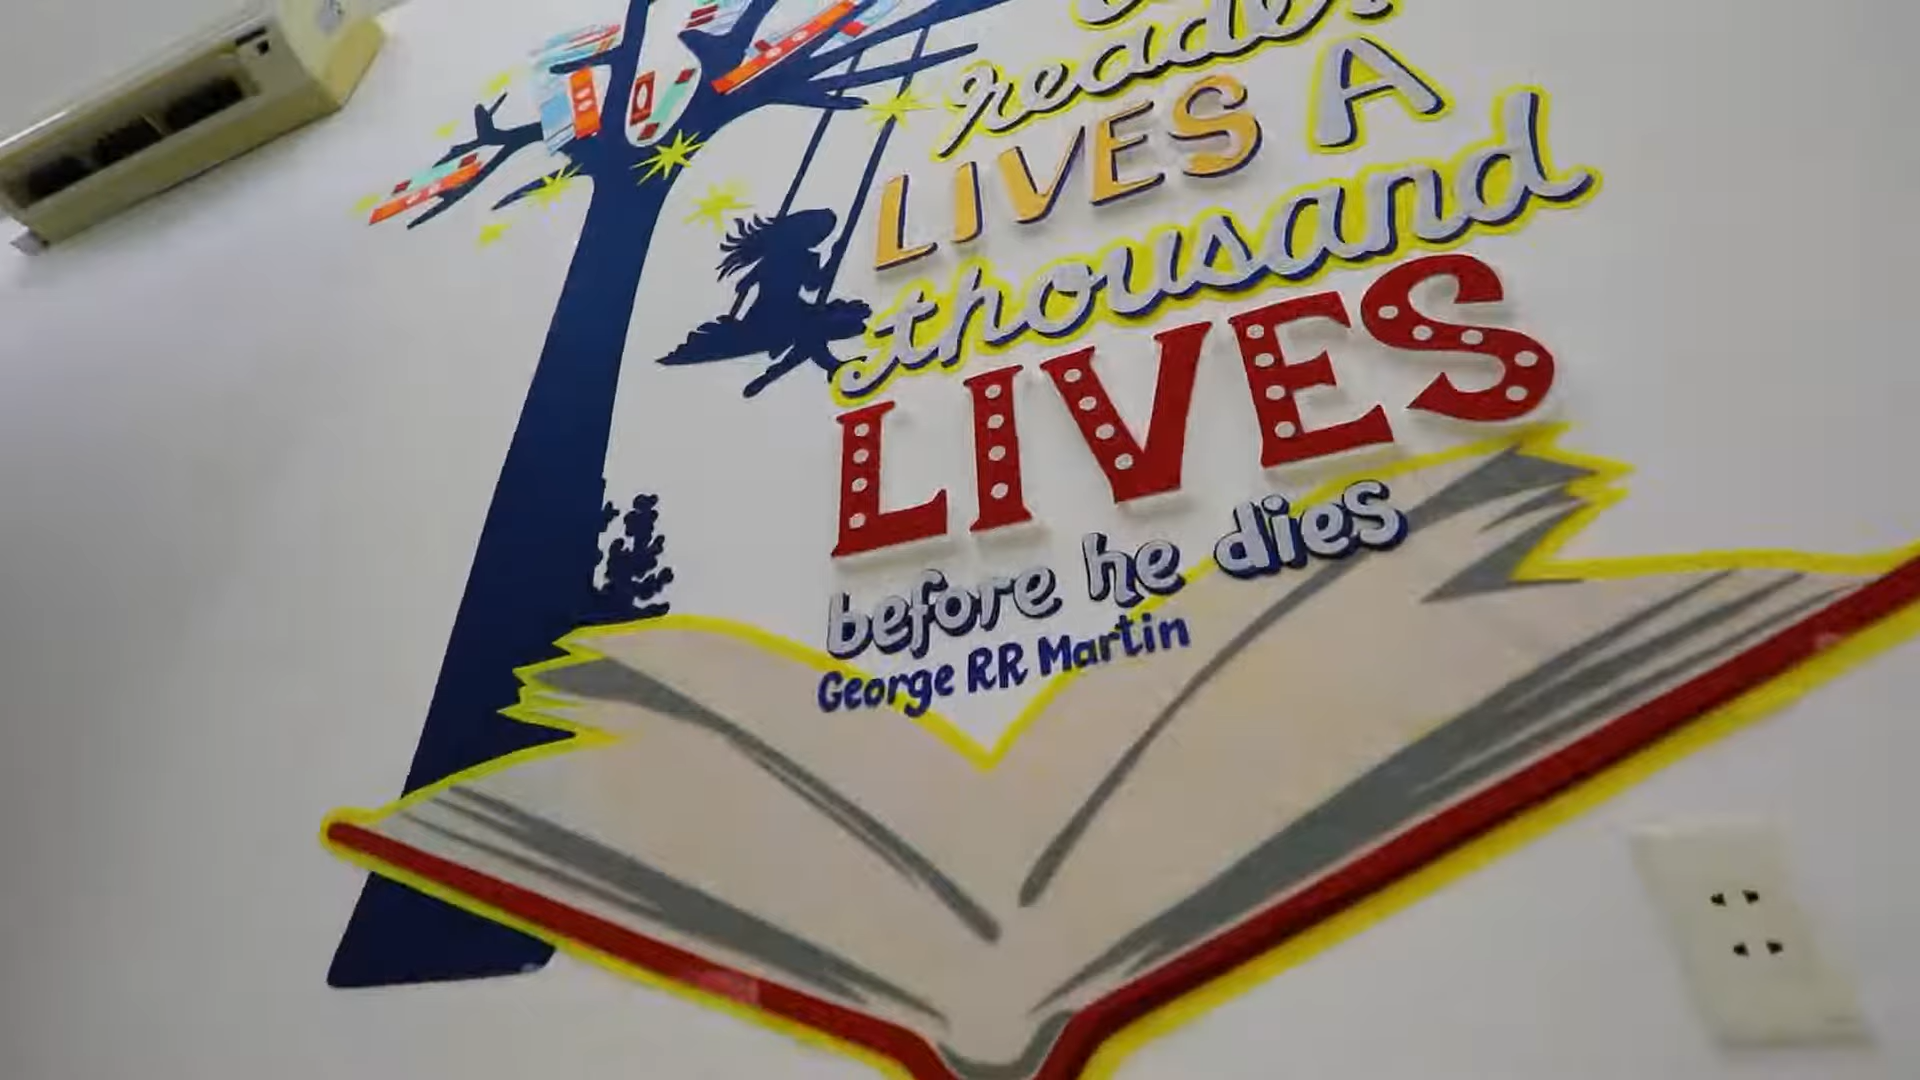 reader
LIVES A
thousand
LIVES
before he dies
George RR Martin